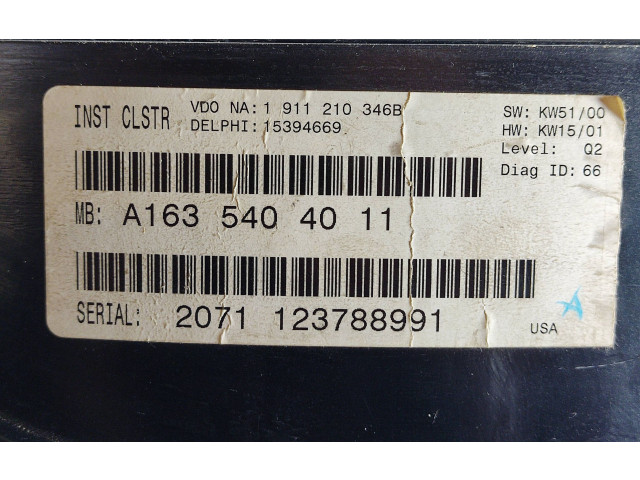 INST CLSTR
VDO NA: 1 911 210 346B
DELPHI: 15394669
SW: KW51/00
HW: KW15/01
Level: Q2
Diag ID: 66
MB: A163 540 40 11
SERIAL: 2071 123788991
USA